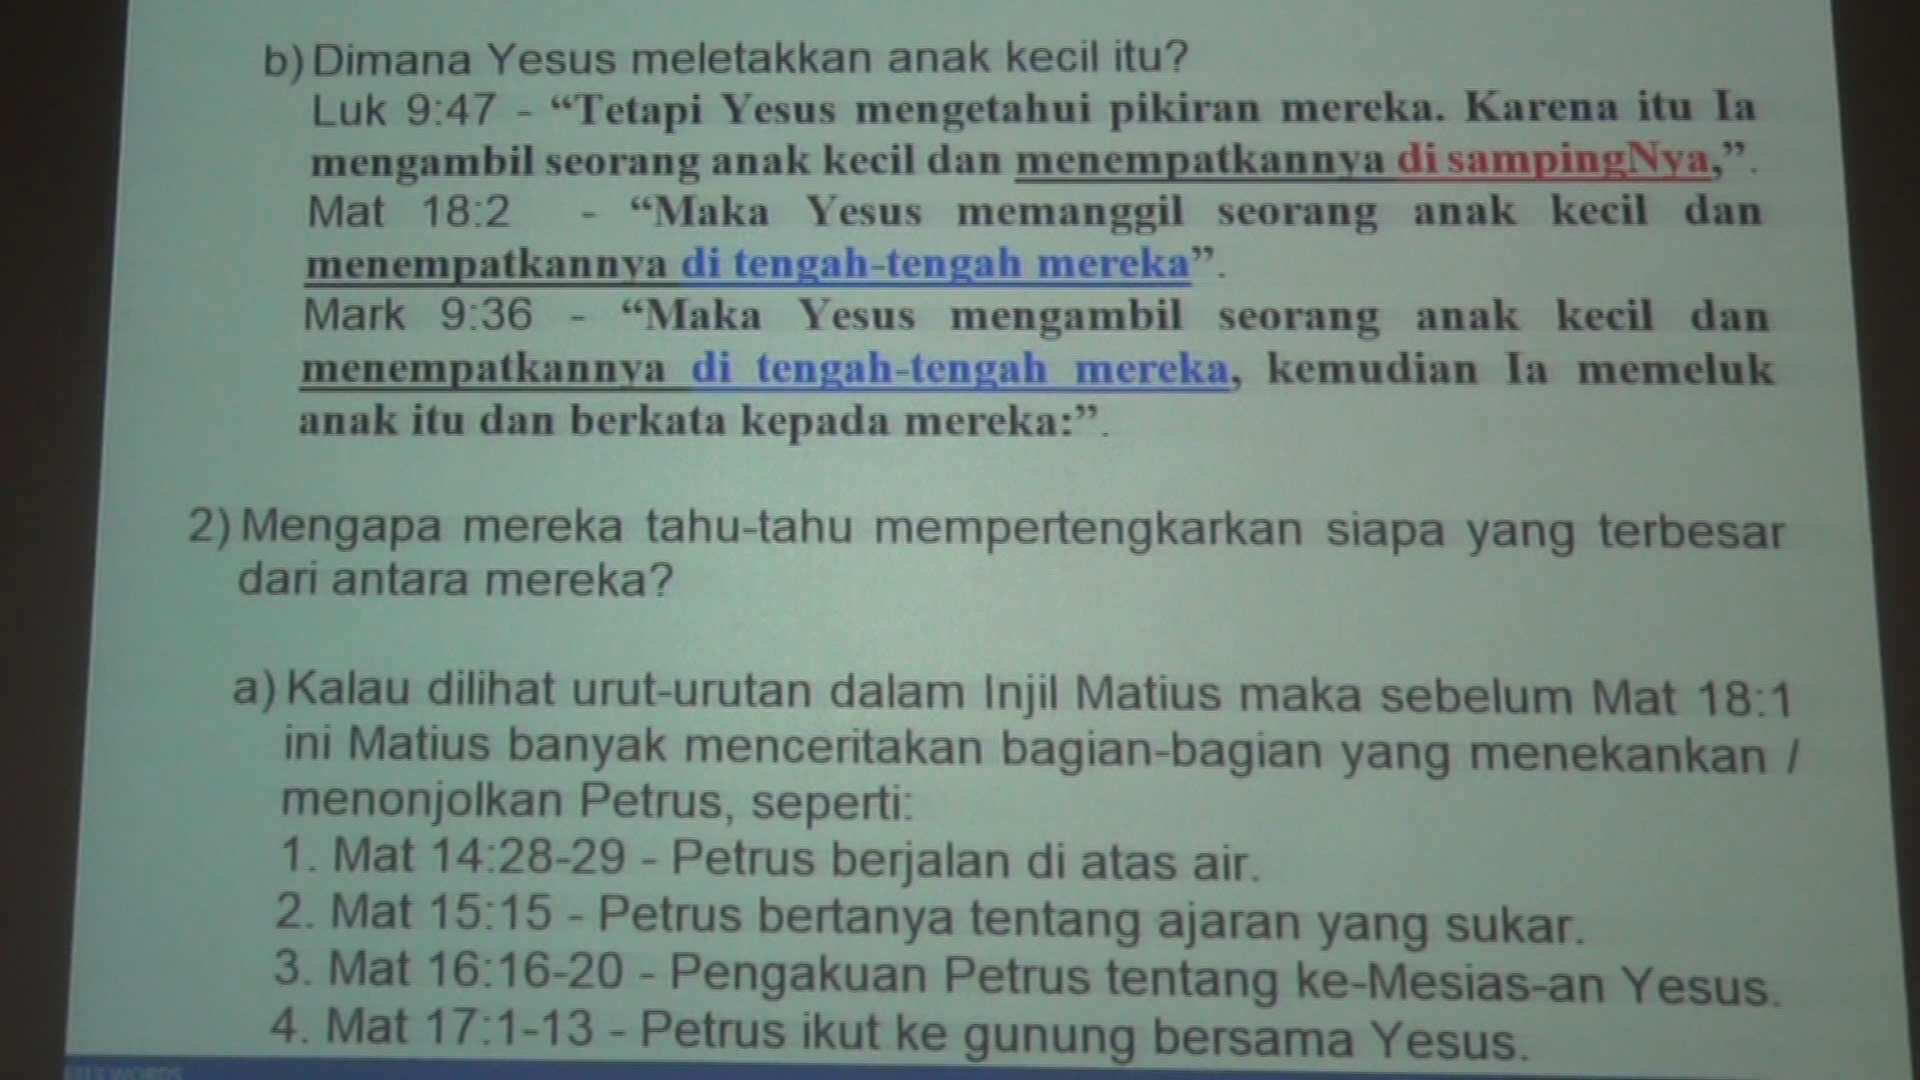 b) Dimana Yesus meletakkan anak kecil itu?
Luk 9:47 - “Tetapi Yesus mengetahui pikiran mereka. Karena itu Ia
mengambil seorang anak kecil dan menempatkannya di sampingNya,”.
Mat 18:2 - “Maka Yesus memanggil seorang anak kecil dan
menempatkannya di tengah-tengah mereka”.
Mark 9:36 - “Maka Yesus mengambil seorang anak kecil dan
menempatkannya di tengah-tengah mereka, kemudian Ia memeluk
anak itu dan berkata kepada mereka:”.
2) Mengapa mereka tahu-tahu mempertengkarkan siapa yang terbesar
dari antara mereka?
a) Kalau dilihat urut-urutan dalam Injil Matius maka sebelum Mat 18:1
ini Matius banyak menceritakan bagian-bagian yang menekankan /
menonjolkan Petrus, seperti:
1. Mat 14:28-29 - Petrus berjalan di atas air.
2. Mat 15:15 - Petrus bertanya tentang ajaran yang sukar.
3. Mat 16:16-20 - Pengakuan Petrus tentang ke-Mesias-an Yesus.
4. Mat 17:1-13 - Petrus ikut ke gunung bersama Yesus.
WORDS